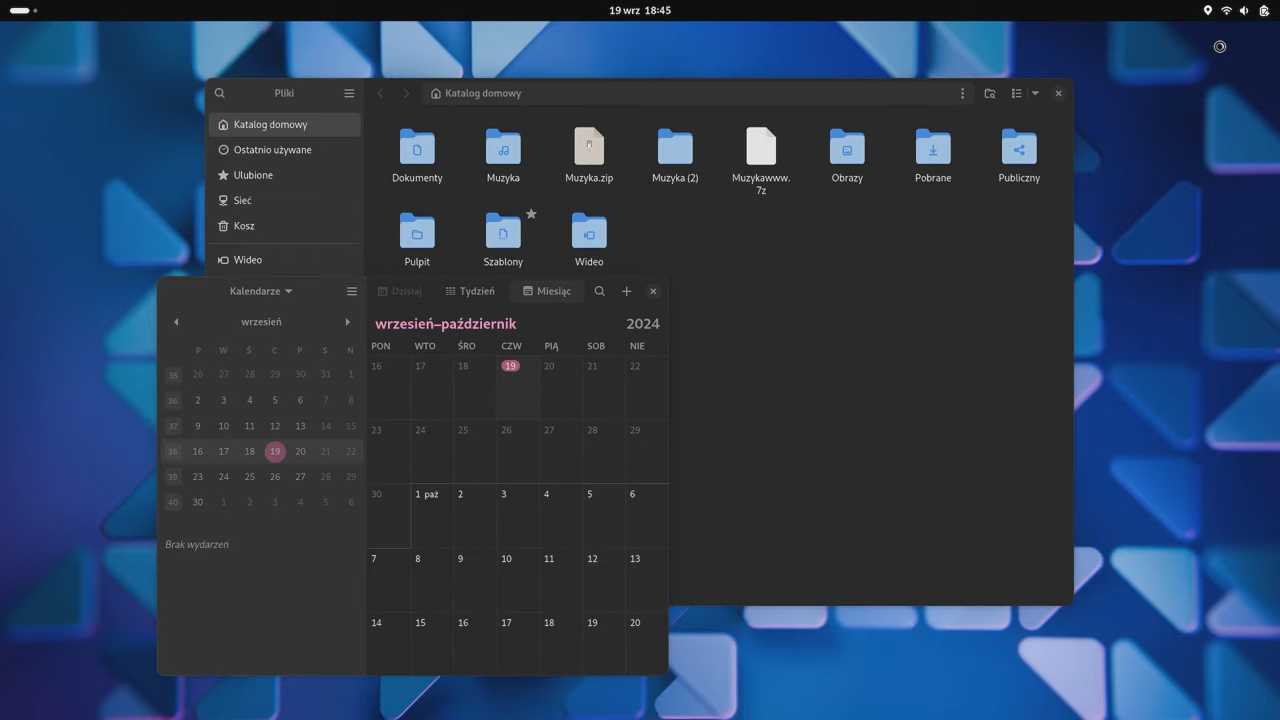 19 wrz 18:45
Pliki
Katalog domowy
Katalog domowy
Ostatnio używane
Ulubione
Sieć
Kosz
Wideo
Dokumenty
Muzyka
Muzyka.zip
Muzyka (2)
Muzykawww.
7z
Obrazy
Pobrane
Publiczny
Pulpit
Szablony
Wideo
Kalendarze
Dzisiaj
Tydzień
Miesiąc
wrzesień
P W Ś C P S N
35 26 27 28 29 30 31 1
36 2 3 4 5 6 7 8
37 9 10 11 12 13 14 15
38 16 17 18 19 20 21 22
39 23 24 25 26 27 28 29
40 30 1 2 3 4 5 6
Brak wydarzeń
wrzesień–październik 2024
PON WTO ŚRO CZW PIĄ SOB NIE
16 17 18 19 20 21 22
23 24 25 26 27 28 29
30 1 paź 2 3 4 5 6
7 8 9 10 11 12 13
14 15 16 17 18 19 20